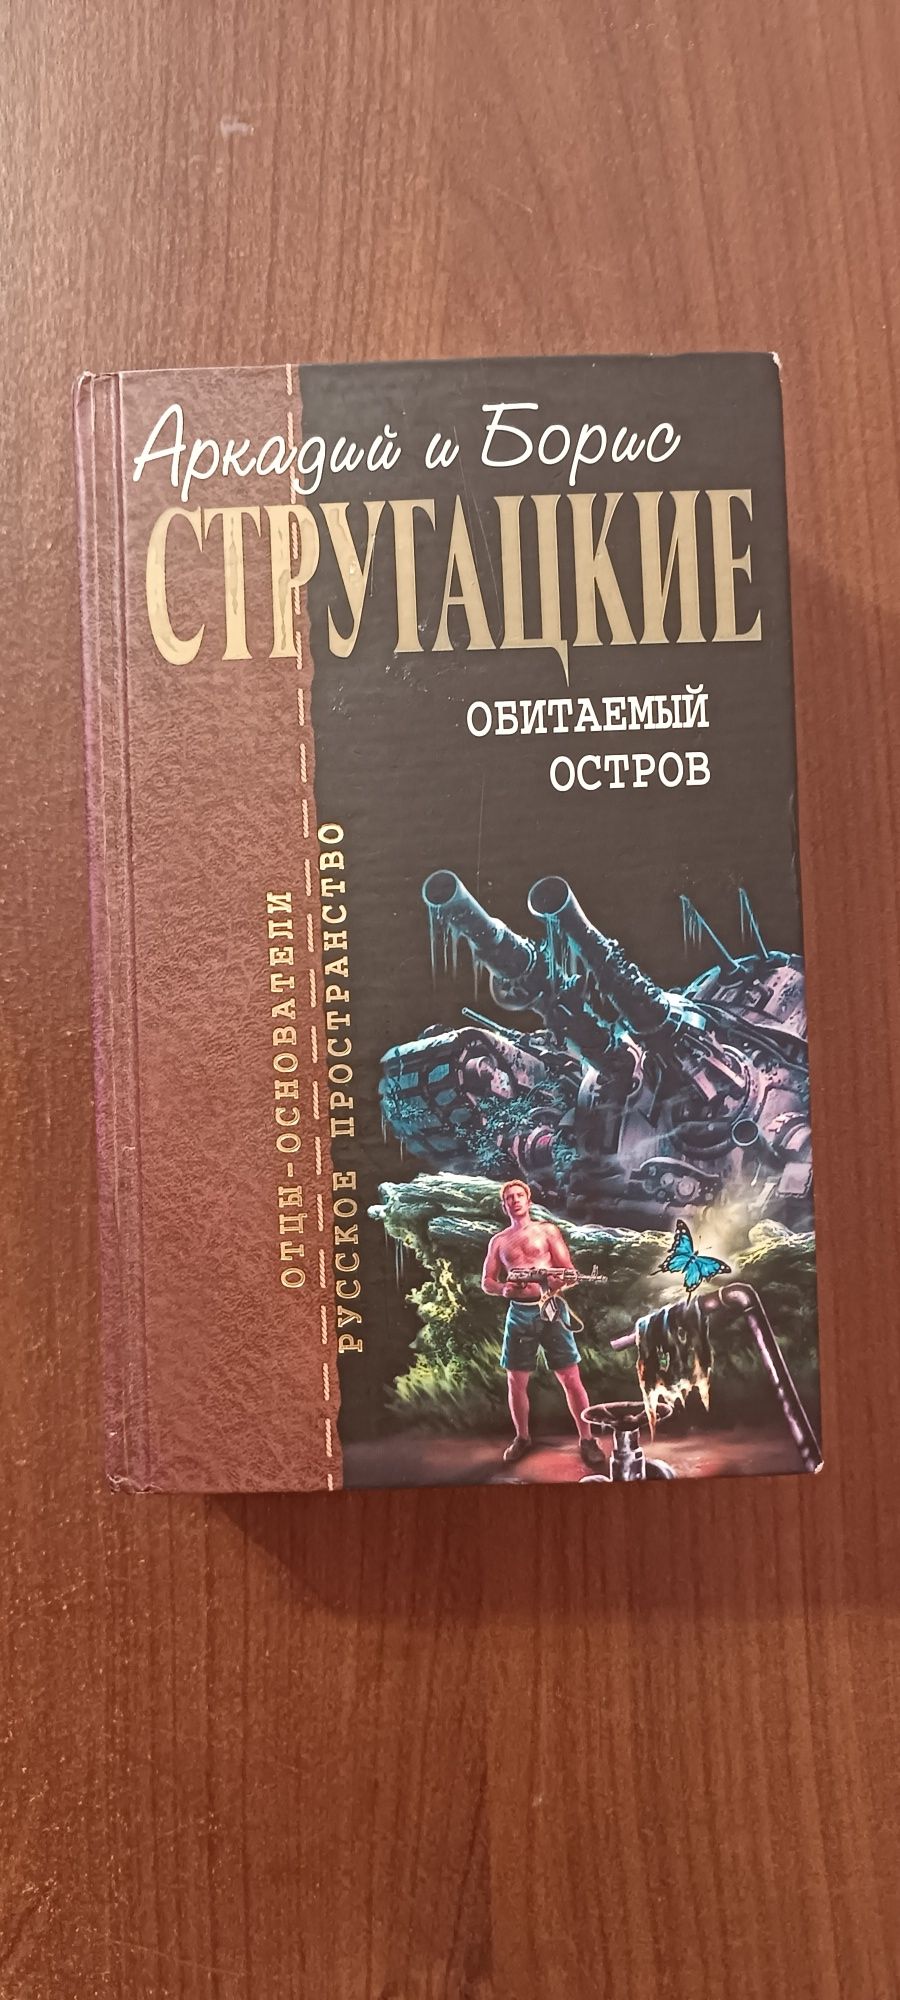 Аркадий и Борис
СТРУГАЦКИЕ
ОБИТАЕМЫЙ
ОСТРОВ
ОТЦЫ-ОСНОВАТЕЛИ
РУССКОЕ ПРОСТРАНСТВО